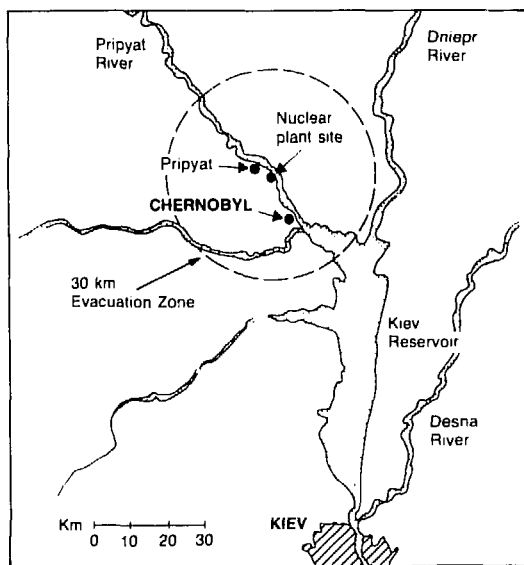 Pripyat
River
Dniepr
River
Nuclear
plant site
Pripyat
CHERNOBYL
30 km
Evacuation Zone
Kiev
Reservoir
Desna
River
Km
0 10 20 30
KIEV